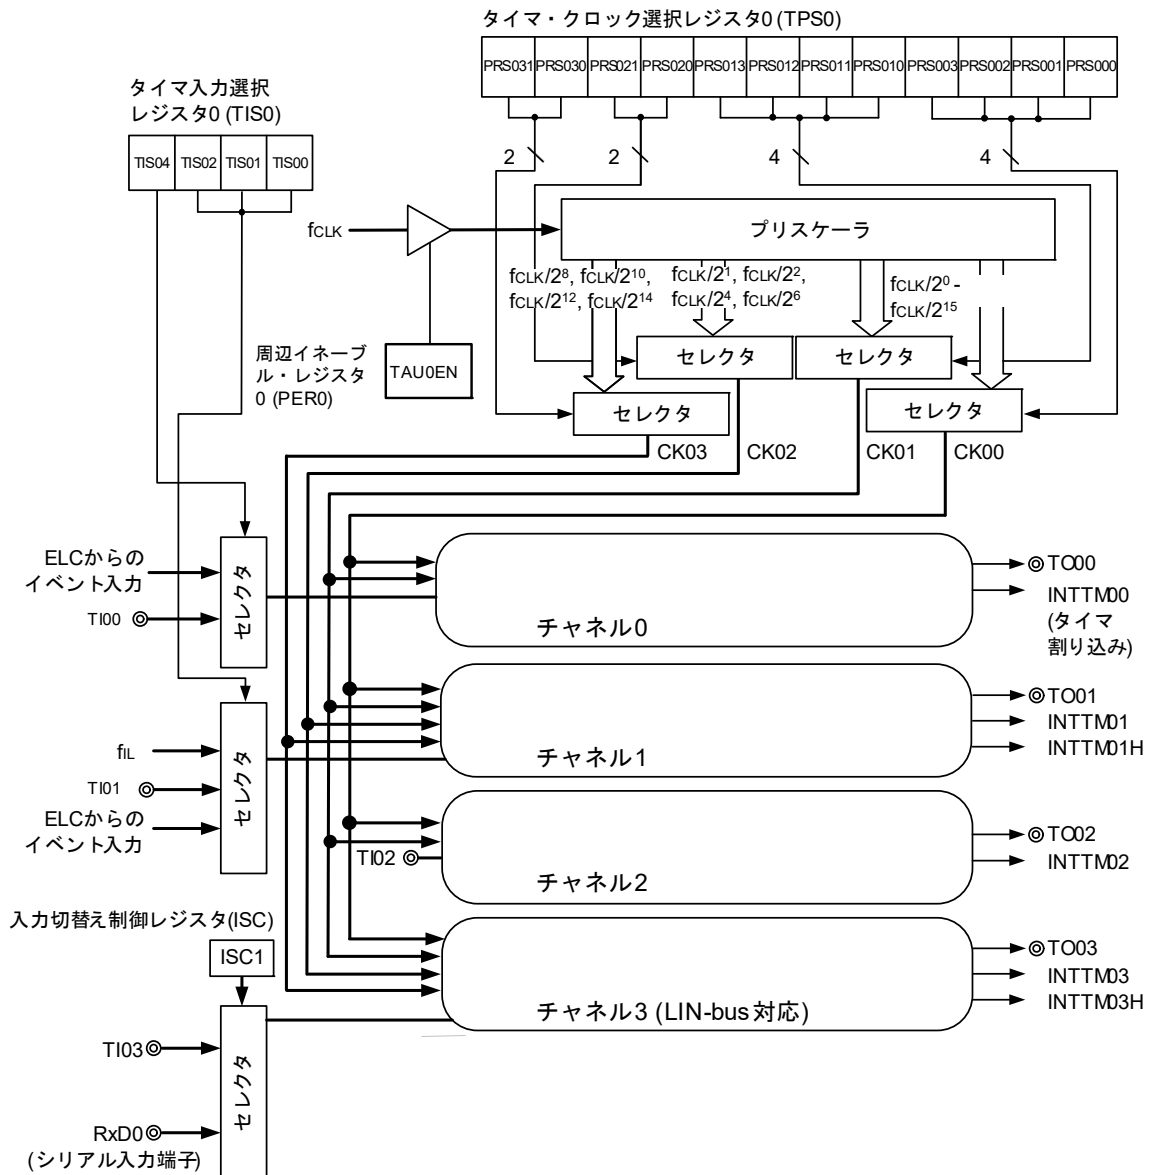 タイマ・クロック選択レジスタ0 (TPS0)
PRS031 PRS030 PRS021 PRS020 PRS013 PRS012 PRS011 PRS010 PRS003 PRS002 PRS001 PRS000
タイマ入力選択
レジスタ0 (TIS0)
TIS04 TIS02 TIS01 TIS00
2 2 4 4
fCLK
プリスケーラ
fCLK/2⁸, fCLK/2¹⁰,
fCLK/2¹², fCLK/2¹⁴
fCLK/2¹, fCLK/2²,
fCLK/2⁴, fCLK/2⁶
fCLK/2⁰ -
fCLK/2¹⁵
周辺イネーブ
ル・レジスタ
0 (PER0)
TAU0EN
セレクタ
セレクタ
セレクタ
セレクタ
CK03 CK02 CK01 CK00
ELCからの
イベント入力
TI00
セレクタ
チャネル0
TO00
INTTM00
(タイマ
割り込み)
fIL
TI01
ELCからの
イベント入力
セレクタ
チャネル1
TO01
INTTM01
INTTM01H
TI02
チャネル2
TO02
INTTM02
入力切替え制御レジスタ(ISC)
ISC1
TI03
RxD0
(シリアル入力端子)
セレクタ
チャネル3 (LIN-bus対応)
TO03
INTTM03
INTTM03H